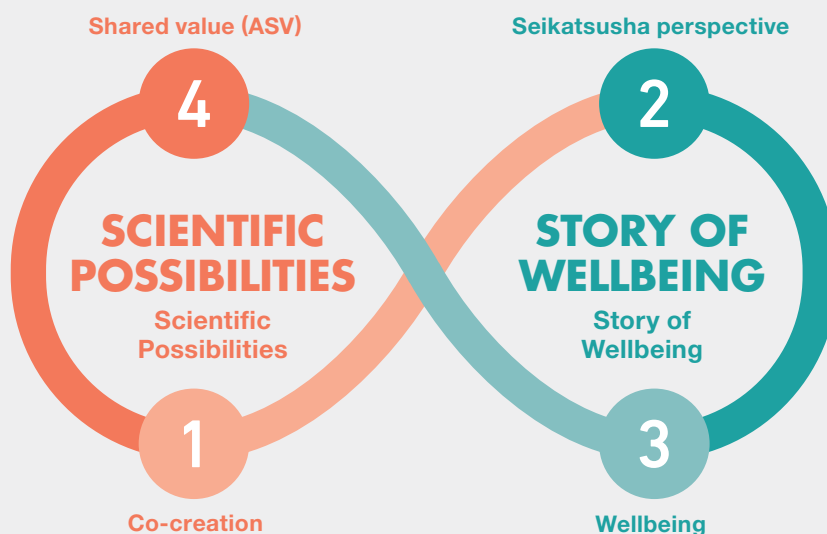 Shared value (ASV)
4
SCIENTIFIC
POSSIBILITIES
Scientific
Possibilities
1
Co-creation
Seikatsusha perspective
2
STORY OF
WELLBEING
Story of
Wellbeing
3
Wellbeing